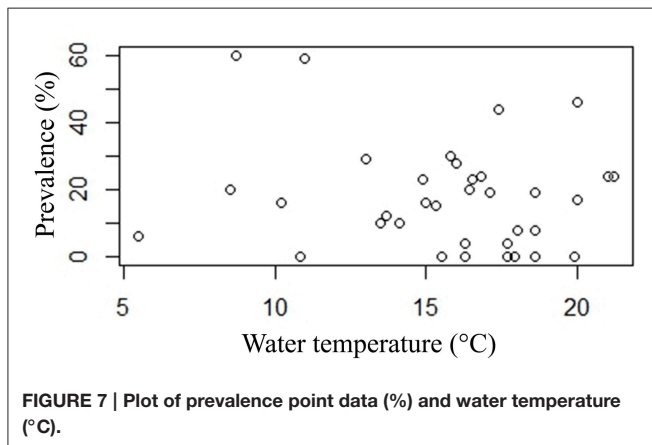 60
40
20
0
Prevalence (%)
5 10 15 20
Water temperature (°C)
FIGURE 7 | Plot of prevalence point data (%) and water temperature
(°C).